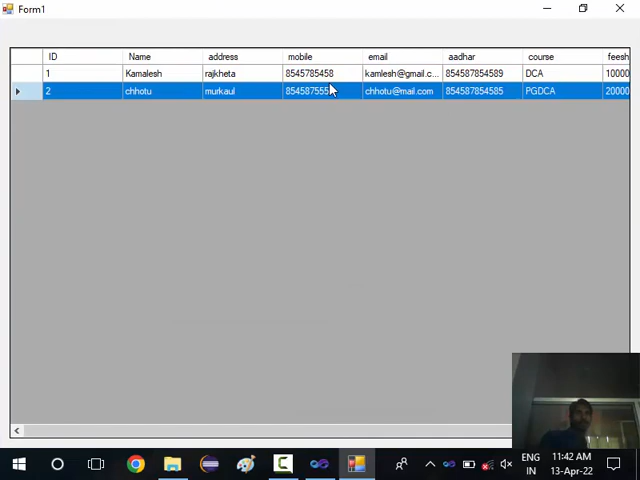 Form1
ID Name address mobile email aadhar course feesh
1 Kamalesh rajkheta 8545785458 kamlesh@gmail.c... 854587854589 DCA 10000
2 chhotu murkaul chhotu@mail.com 854587854585 PGDCA 20000
ENG 11:42 AM
IN 13-Apr-22